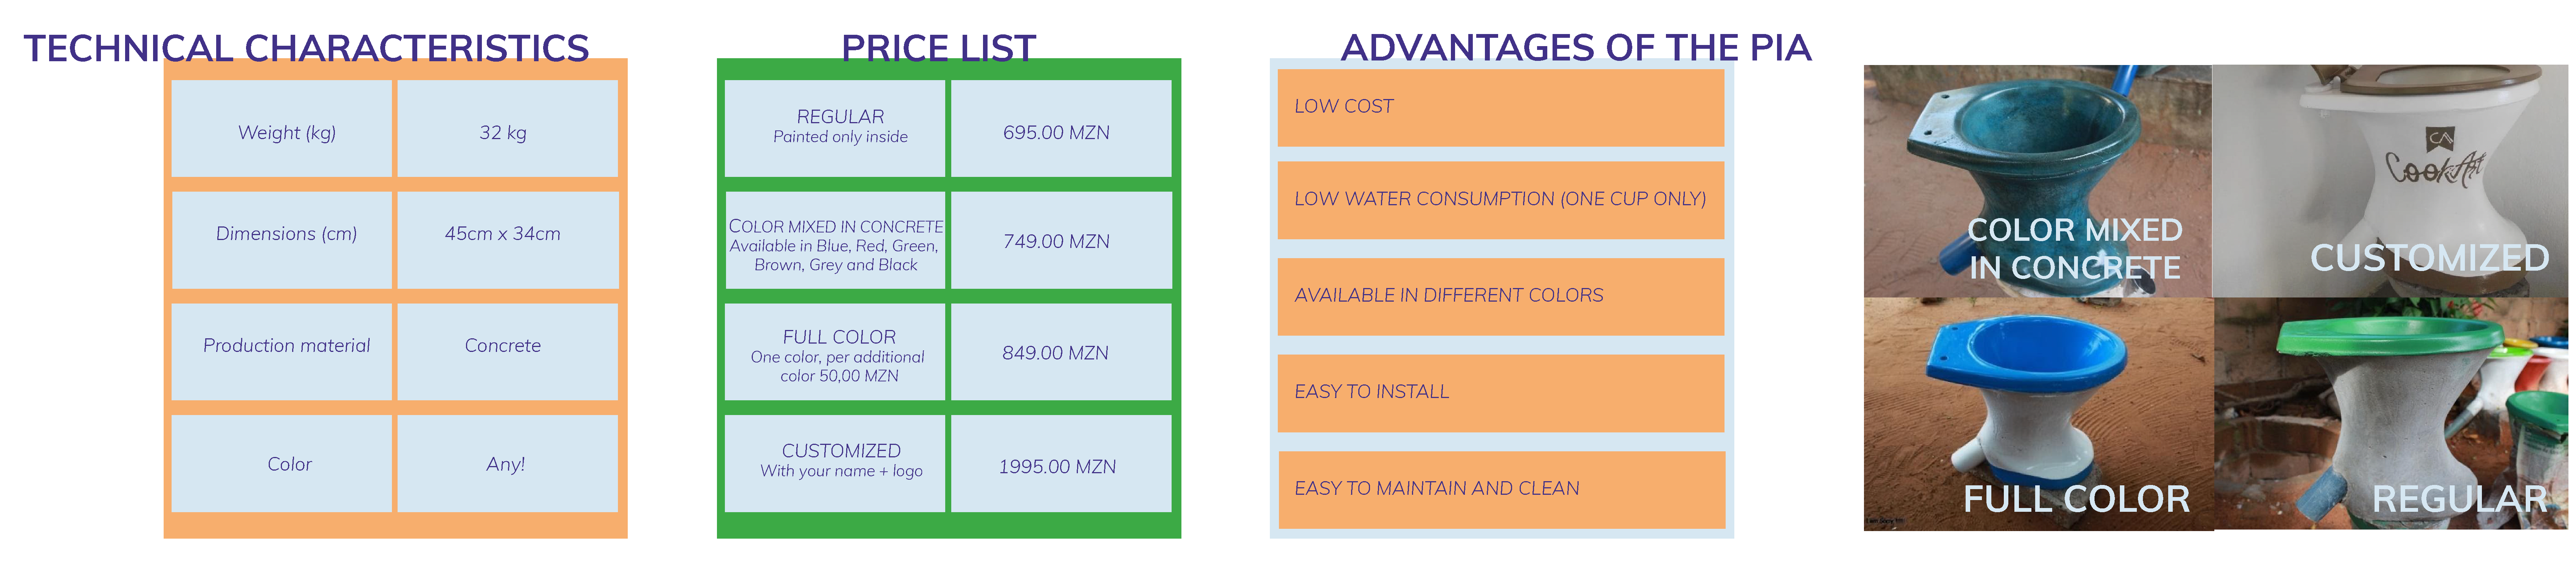 TECHNICAL CHARACTERISTICS
Weight (kg)
32 kg
Dimensions (cm)
45cm x 34cm
Production material
Concrete
Color
Any!
PRICE LIST
REGULAR
Painted only inside
695.00 MZN
COLOR MIXED IN CONCRETE
Available in Blue, Red, Green,
Brown, Grey and Black
749.00 MZN
FULL COLOR
One color, per additional
color 50,00 MZN
849.00 MZN
CUSTOMIZED
With your name + logo
1995.00 MZN
ADVANTAGES OF THE PIA
LOW COST
LOW WATER CONSUMPTION (ONE CUP ONLY)
AVAILABLE IN DIFFERENT COLORS
EASY TO INSTALL
EASY TO MAINTAIN AND CLEAN
COLOR MIXED
IN CONCRETE
CA
CookArt
CUSTOMIZED
FULL COLOR
REGULAR